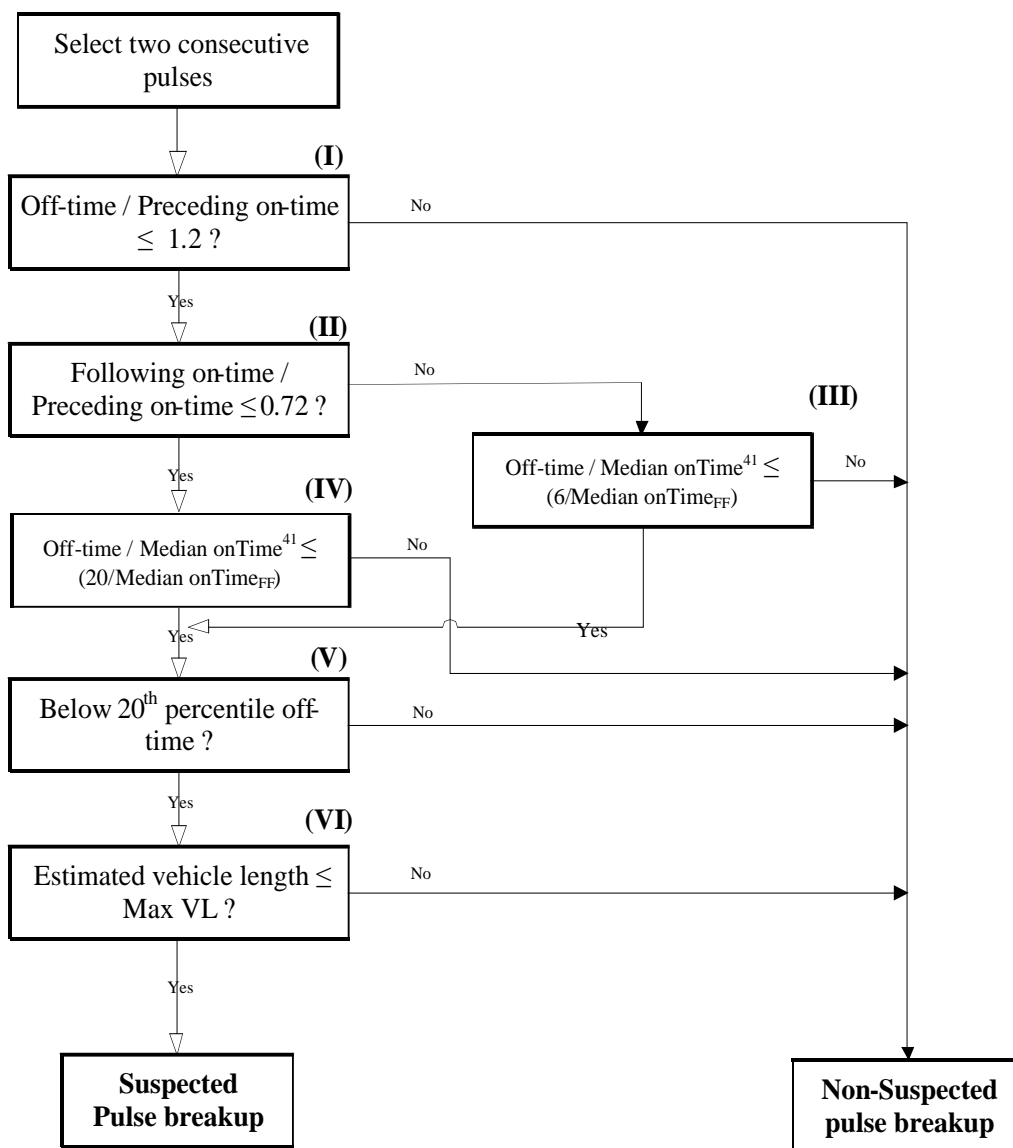 Select two consecutive
pulses
(I)
Off-time / Preceding on-time
≤ 1.2 ?
No
Yes
(II)
Following on-time /
Preceding on-time ≤ 0.72 ?
No
(III)
Off-time / Median onTime⁴¹ ≤
(6/Median onTime_FF)
No
Yes
(IV)
Off-time / Median onTime⁴¹ ≤
(20/Median onTime_FF)
No
Yes
Yes
(V)
Below 20th percentile off-
time ?
No
Yes
(VI)
Estimated vehicle length ≤
Max VL ?
No
Yes
Suspected
Pulse breakup
Non-Suspected
pulse breakup